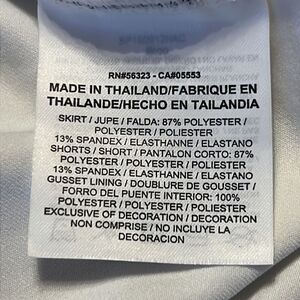 RN#56323 - CA#05553
MADE IN THAILAND/FABRIQUE EN
THAILANDE/HECHO EN TAILANDIA
SKIRT / JUPE / FALDA: 87% POLYESTER /
POLYESTER / POLIESTER
13% SPANDEX / ELASTHANNE / ELASTANO
SHORTS / SHORT / PANTALON CORTO: 87%
POLYESTER / POLYESTER / POLIESTER
13% SPANDEX / ELASTHANNE / ELASTANO
GUSSET LINING / DOUBLURE DE GOUSSET /
FORRO DEL PUENTE INTERIOR: 100%
POLYESTER / POLYESTER / POLIESTER
EXCLUSIVE OF DECORATION / DECORATION
NON COMPRISE / NO INCLUYE LA
DECORACION